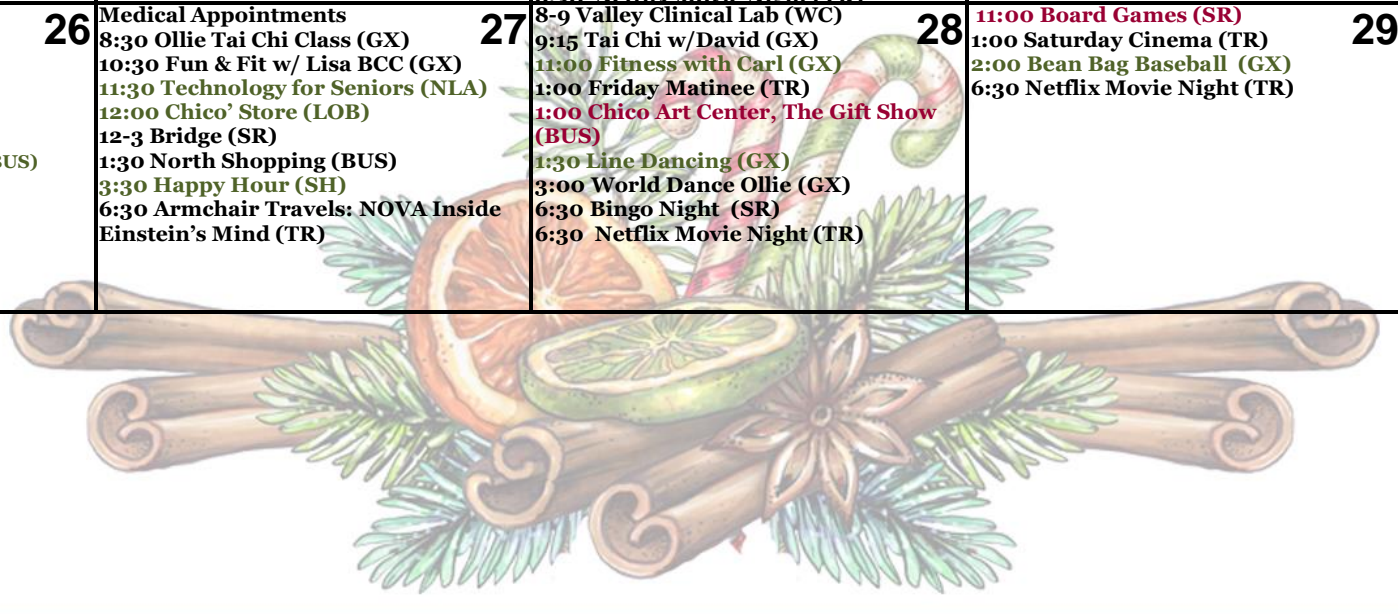 26
BUS)
27
Medical Appointments
8:30 Ollie Tai Chi Class (GX)
10:30 Fun & Fit w/ Lisa BCC (GX)
11:30 Technology for Seniors (NLA)
12:00 Chico’ Store (LOB)
12-3 Bridge (SR)
1:30 North Shopping (BUS)
3:30 Happy Hour (SH)
6:30 Armchair Travels: NOVA Inside
Einstein’s Mind (TR)
28
8-9 Valley Clinical Lab (WC)
9:15 Tai Chi w/David (GX)
11:00 Fitness with Carl (GX)
1:00 Friday Matinee (TR)
1:00 Chico Art Center, The Gift Show
(BUS)
1:30 Line Dancing (GX)
3:00 World Dance Ollie (GX)
6:30 Bingo Night (SR)
6:30 Netflix Movie Night (TR)
29
11:00 Board Games (SR)
1:00 Saturday Cinema (TR)
2:00 Bean Bag Baseball (GX)
6:30 Netflix Movie Night (TR)